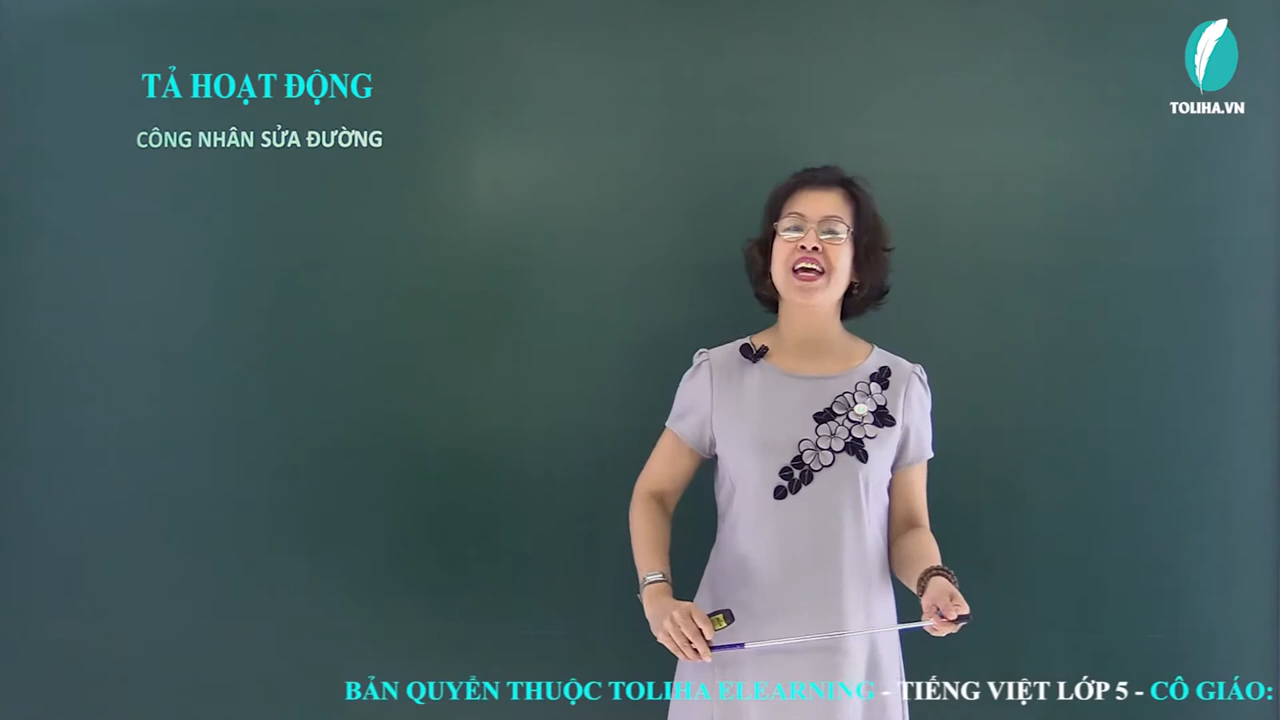 TẢ HOẠT ĐỘNG
CÔNG NHÂN SỬA ĐƯỜNG
TOLIHA.VN
BẢN QUYỀN THUỘC TOLIHA ELEARNING - TIẾNG VIỆT LỚP 5 - CÔ GIÁO: